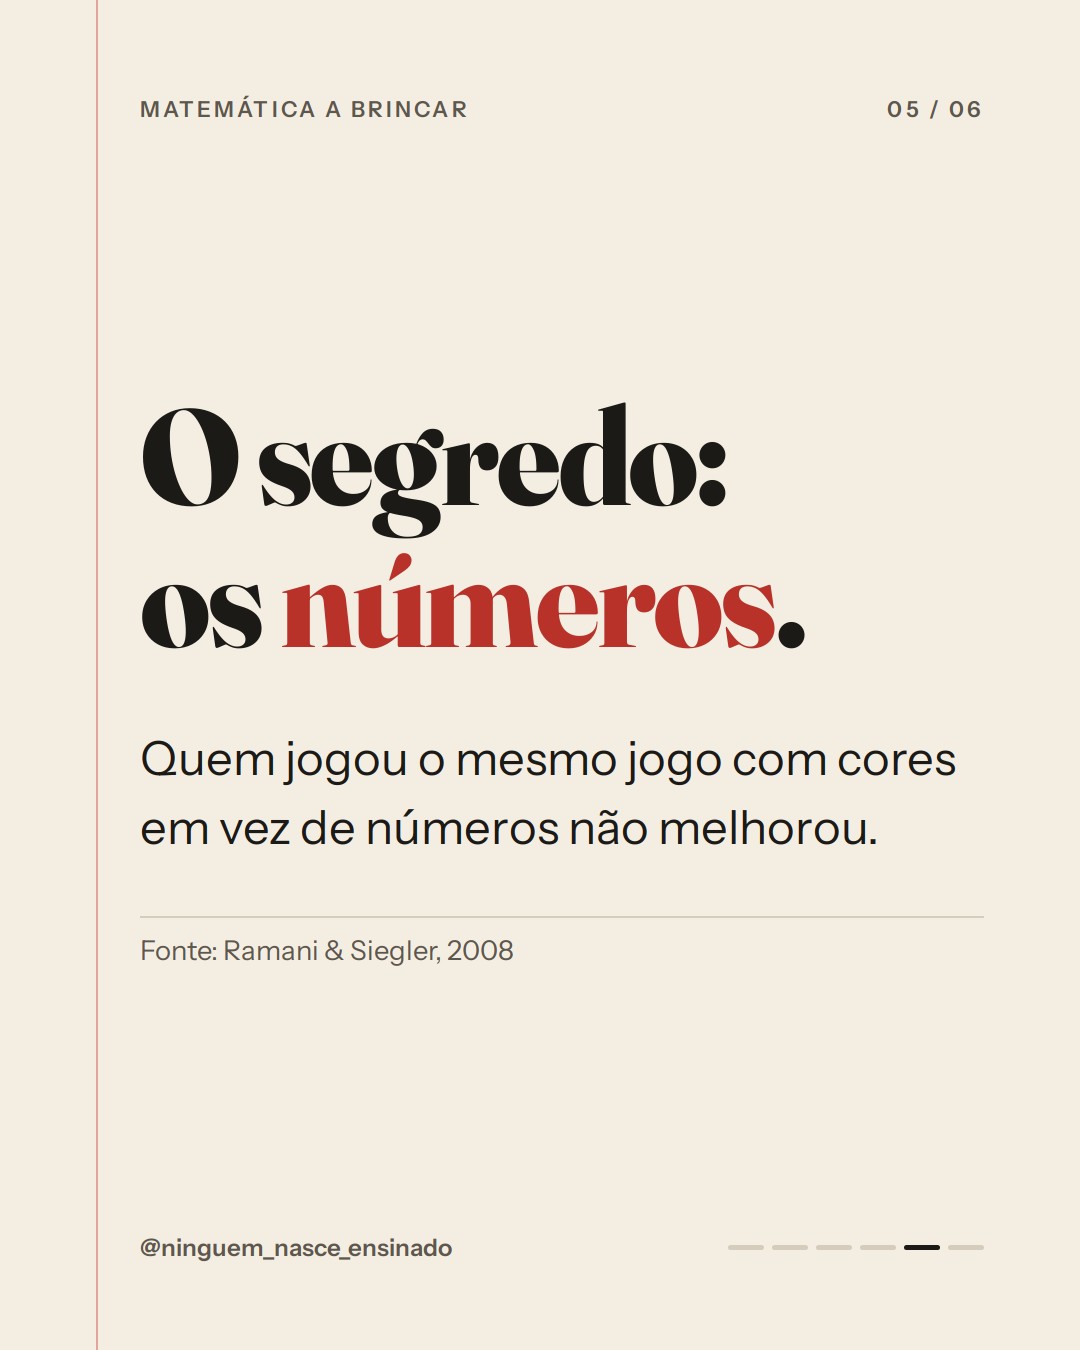 MATEMÁTICA A BRINCAR
05 / 06
O segredo:
os números.
Quem jogou o mesmo jogo com cores
em vez de números não melhorou.
Fonte: Ramani & Siegler, 2008
@ninguem_nasce_ensinado